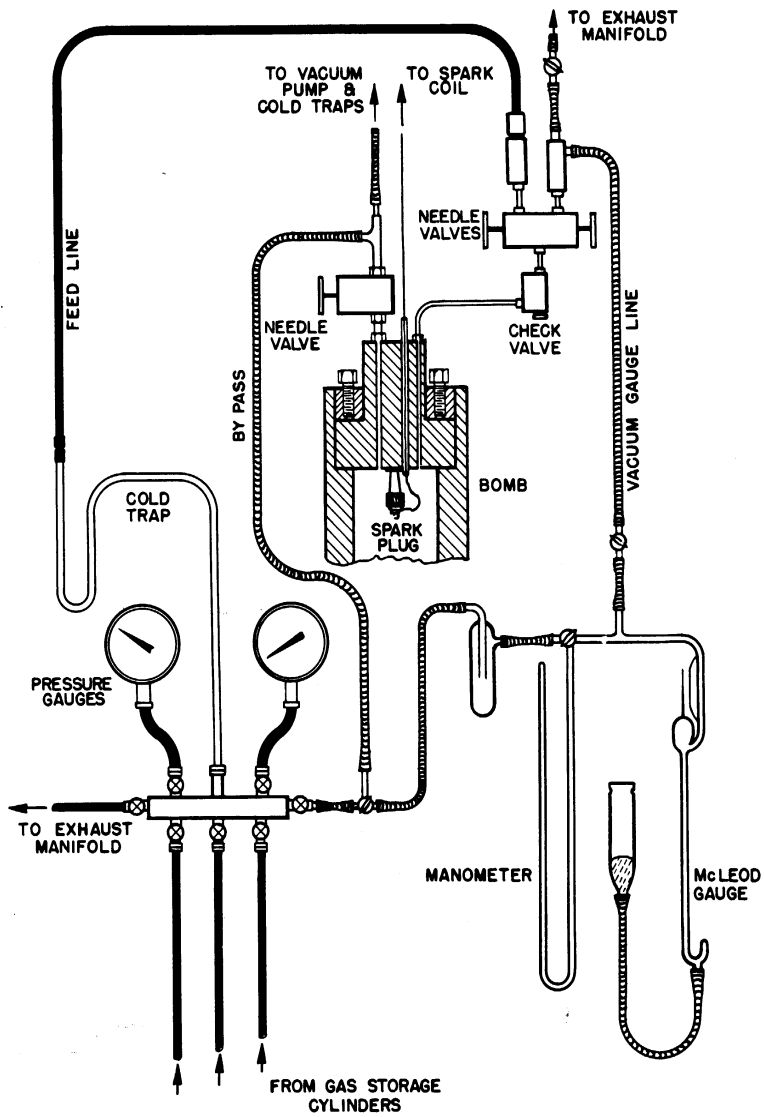 TO EXHAUST
MANIFOLD
TO VACUUM
PUMP &
COLD TRAPS
TO SPARK
COIL
NEEDLE
VALVES
FEED LINE
NEEDLE
VALVE
CHECK
VALVE
VACUUM GAUGE LINE
BY PASS
BOMB
COLD
TRAP
SPARK
PLUG
PRESSURE
GAUGES
TO EXHAUST
MANIFOLD
MANOMETER
McLEOD
GAUGE
FROM GAS STORAGE
CYLINDERS